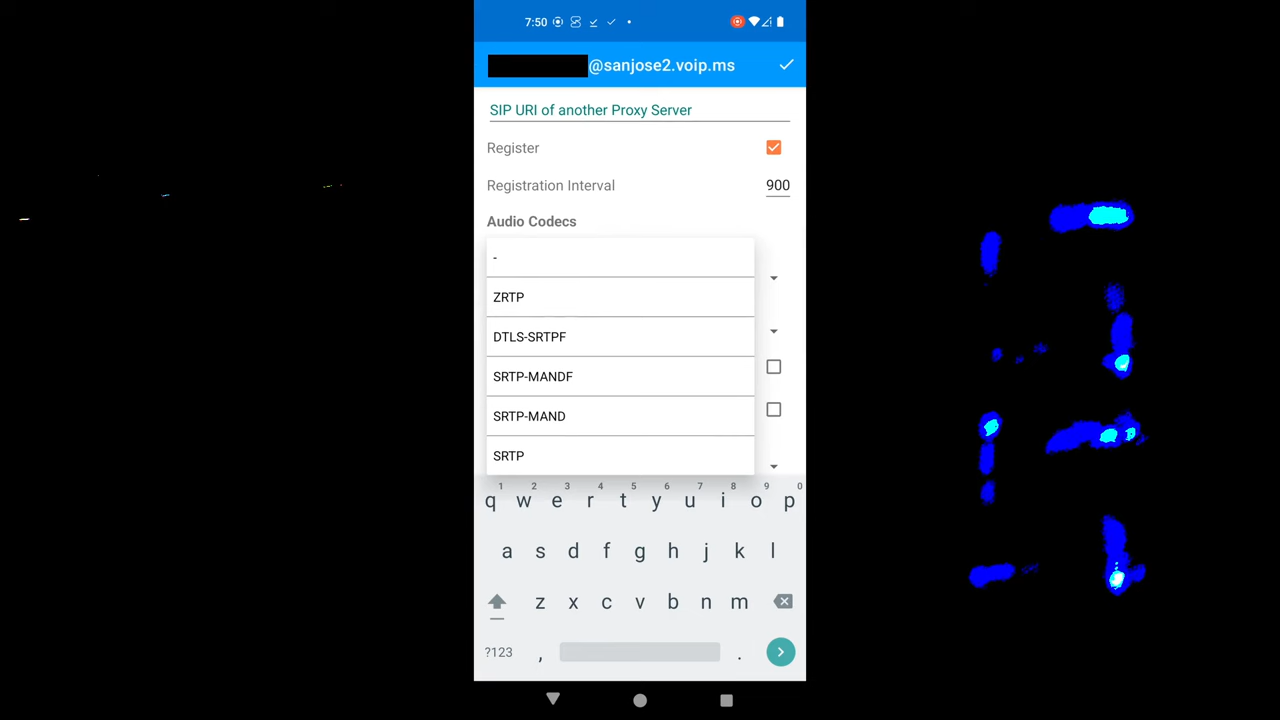 7:50
@sanjose2.voip.ms
SIP URI of another Proxy Server
Register
Registration Interval 900
Audio Codecs
-
ZRTP
DTLS-SRTPF
SRTP-MANDF
SRTP-MAND
SRTP
1 2 3 4 5 6 7 8 9 0
q w e r t y u i o p
a s d f g h j k l
z x c v b n m
?123 , .